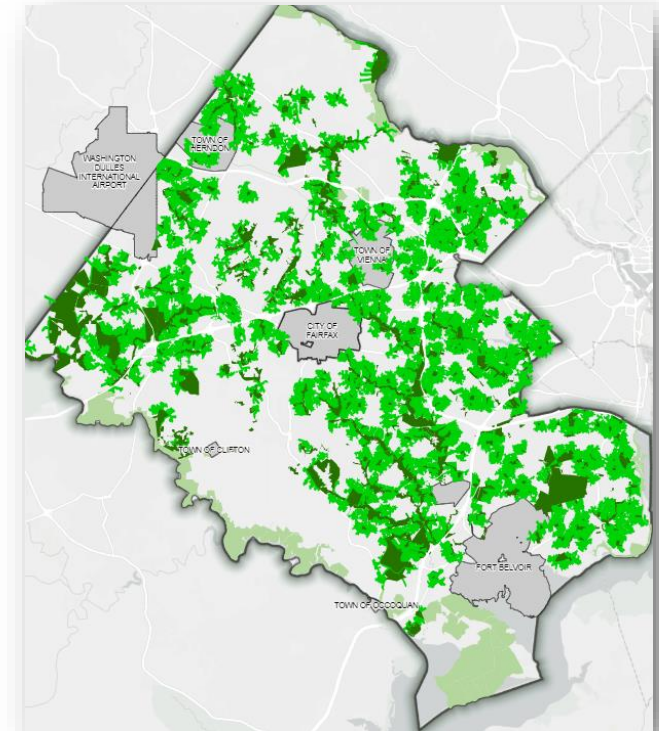 TOWN OF
HERNDON
WASHINGTON
DULLES
INTERNATIONAL
AIRPORT
TOWN OF
VIENNA
CITY OF
FAIRFAX
TOWN OF CLIFTON
FORT BELVOIR
TOWN OF OCCOQUAN